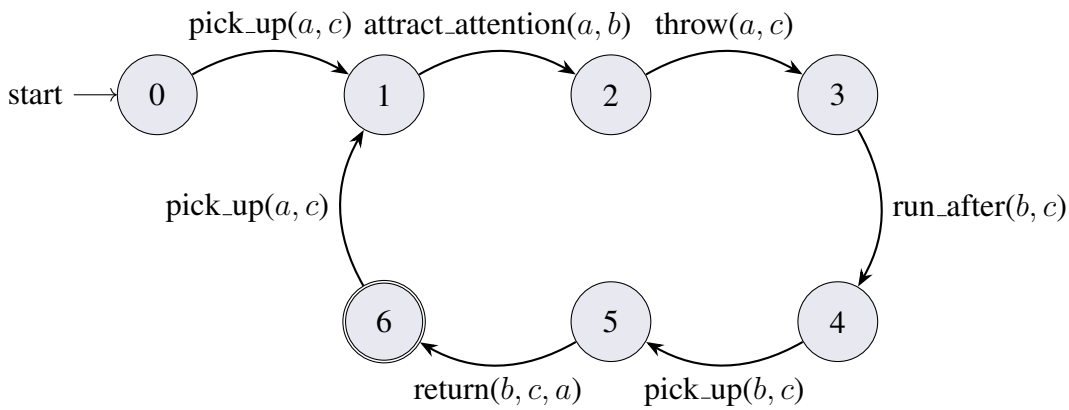 pick_up(a, c) attract_attention(a, b) throw(a, c)
start 0 1 2 3
pick_up(a, c) run_after(b, c)
6 5 4
return(b, c, a) pick_up(b, c)